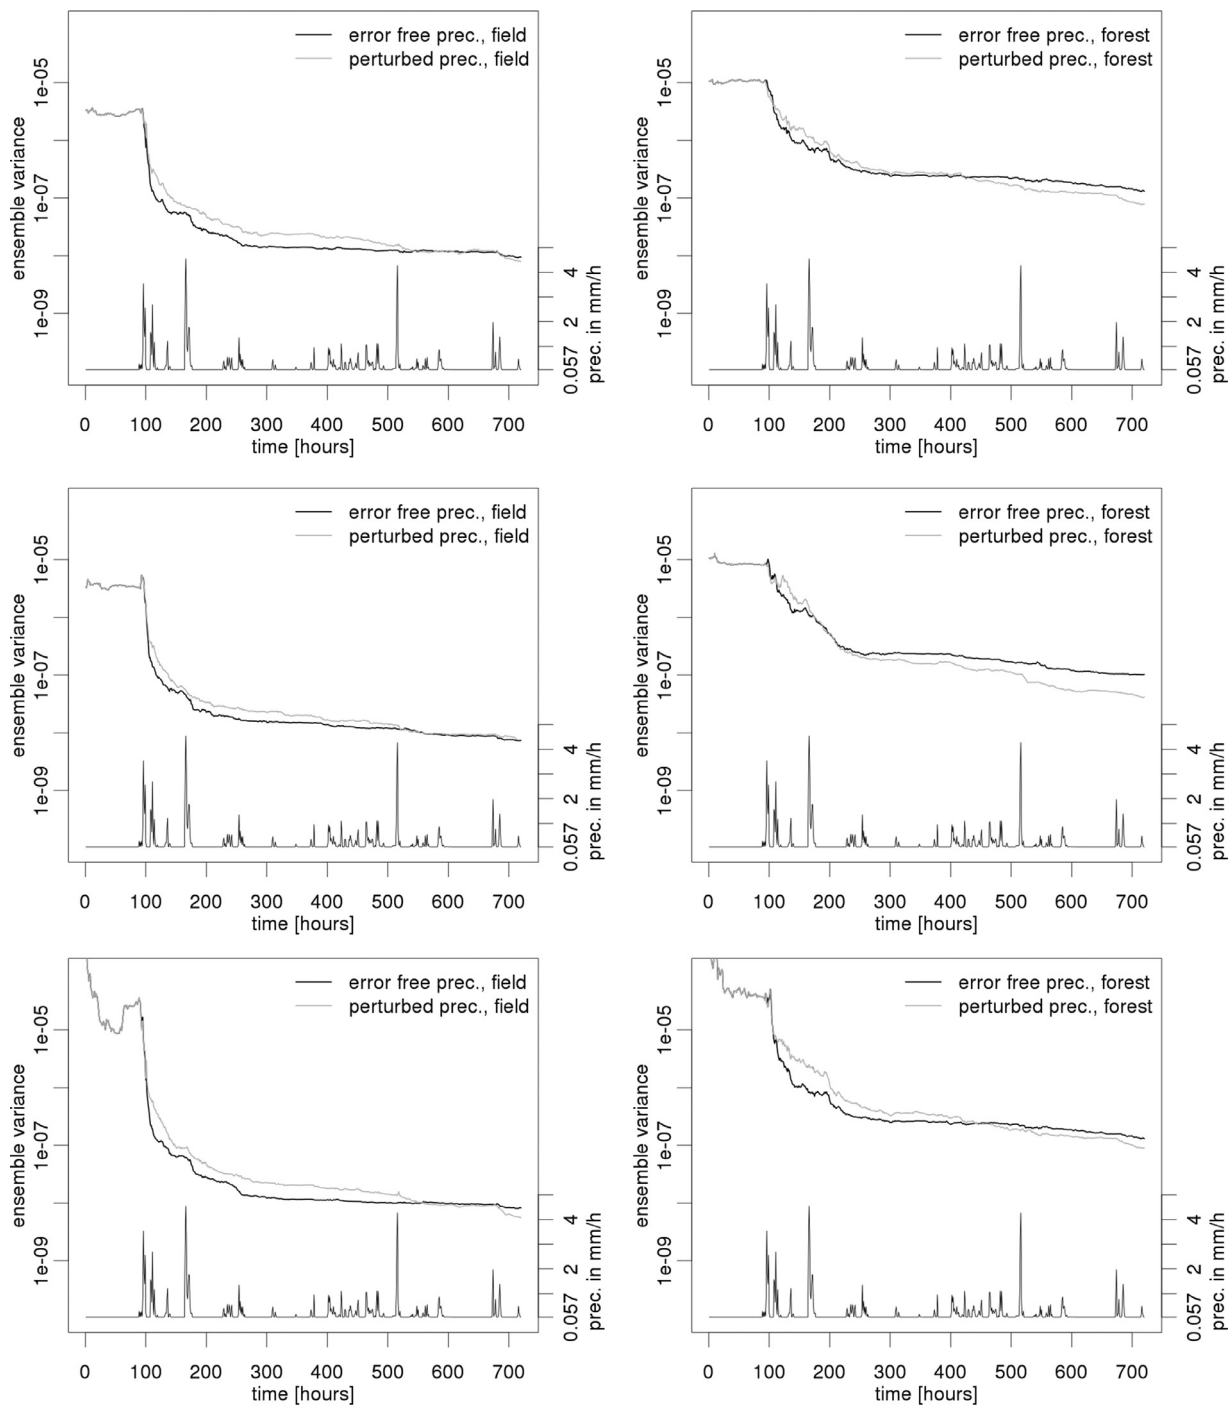 error free prec., field
perturbed prec., field
1e-05
1e-07
1e-09
ensemble variance
4
2
0.057
prec. in mm/h
0 100 200 300 400 500 600 700
time [hours]
error free prec., forest
perturbed prec., forest
1e-05
1e-07
1e-09
ensemble variance
4
2
0.057
prec. in mm/h
0 100 200 300 400 500 600 700
time [hours]
error free prec., field
perturbed prec., field
1e-05
1e-07
1e-09
ensemble variance
4
2
0.057
prec. in mm/h
0 100 200 300 400 500 600 700
time [hours]
error free prec., forest
perturbed prec., forest
1e-05
1e-07
1e-09
ensemble variance
4
2
0.057
prec. in mm/h
0 100 200 300 400 500 600 700
time [hours]
error free prec., field
perturbed prec., field
1e-05
1e-07
1e-09
ensemble variance
4
2
0.057
prec. in mm/h
0 100 200 300 400 500 600 700
time [hours]
error free prec., forest
perturbed prec., forest
1e-05
1e-07
1e-09
ensemble variance
4
2
0.057
prec. in mm/h
0 100 200 300 400 500 600 700
time [hours]